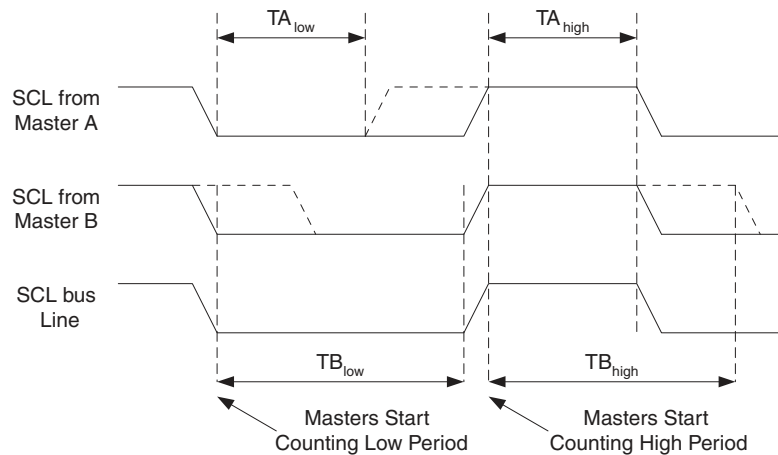 TA low
TA high
SCL from
Master A
SCL from
Master B
SCL bus
Line
TB low
TB high
Masters Start
Counting Low Period
Masters Start
Counting High Period